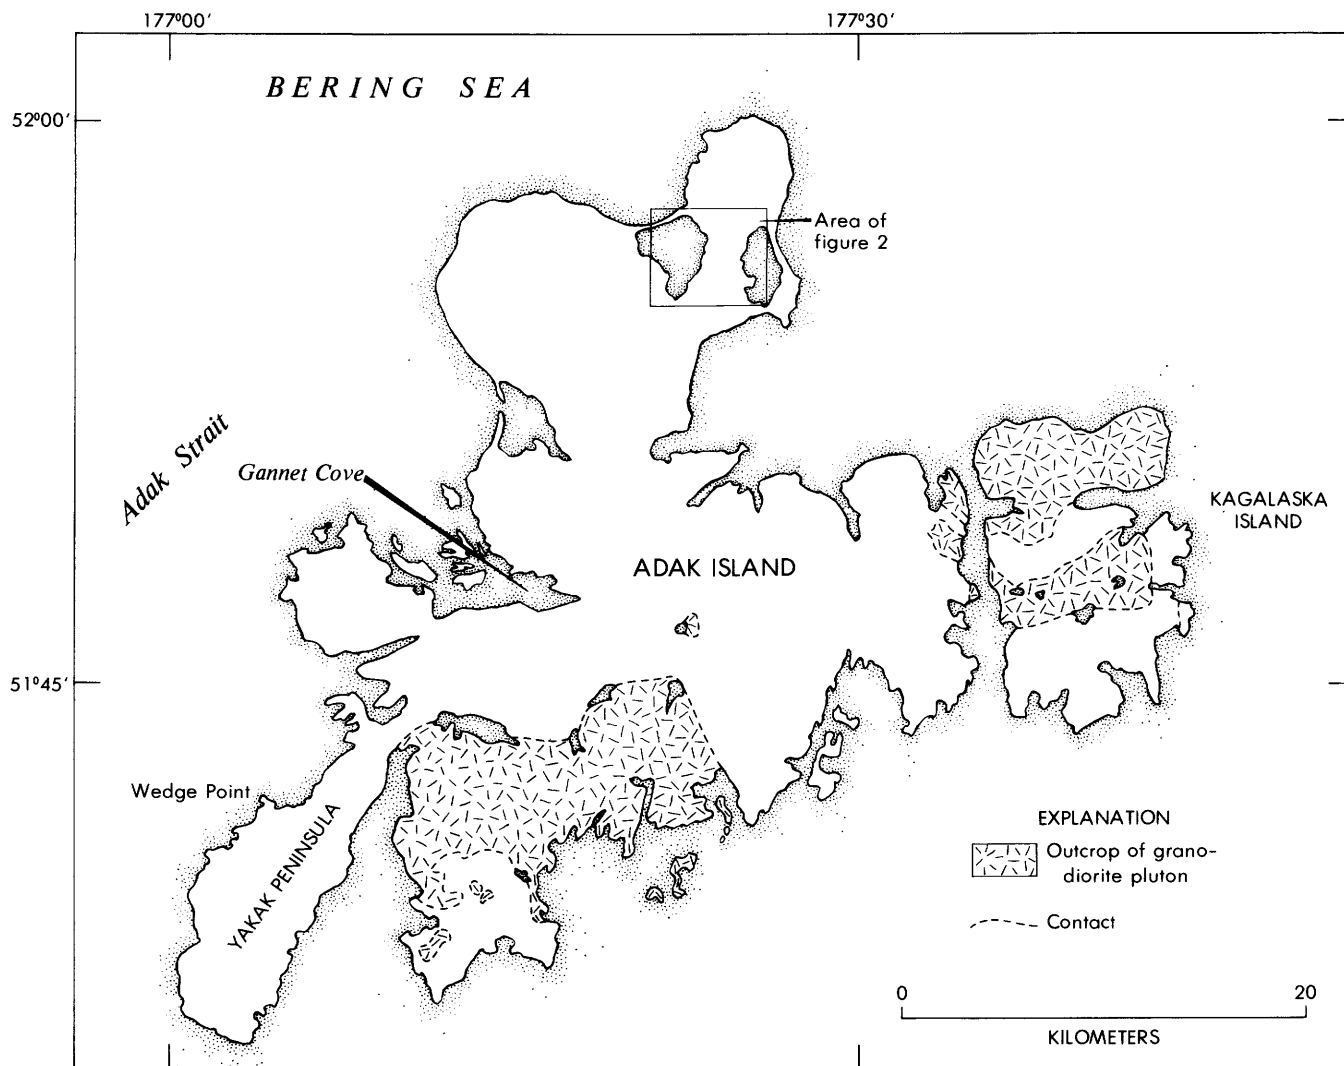 177°00'
177°30'
BERING SEA
52°00'
Area of
figure 2
Adak Strait
Gannet Cove
KAGALASKA
ISLAND
ADAK ISLAND
51°45'
Wedge Point
YAKAK PENINSULA
EXPLANATION
Outcrop of grano-
diorite pluton
Contact
0
20
KILOMETERS